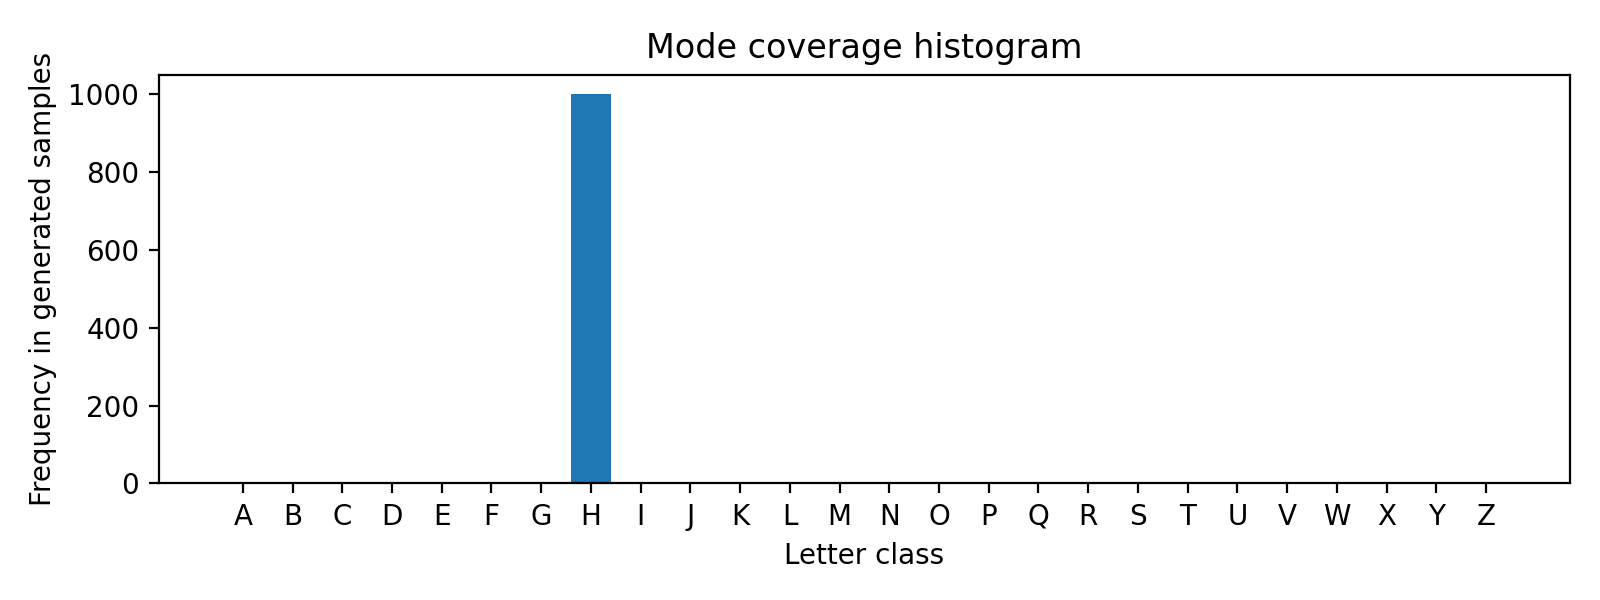 Mode coverage histogram
Frequency in generated samples
1000
800
600
400
200
0
A B C D E F G H I J K L M N O P Q R S T U V W X Y Z
Letter class